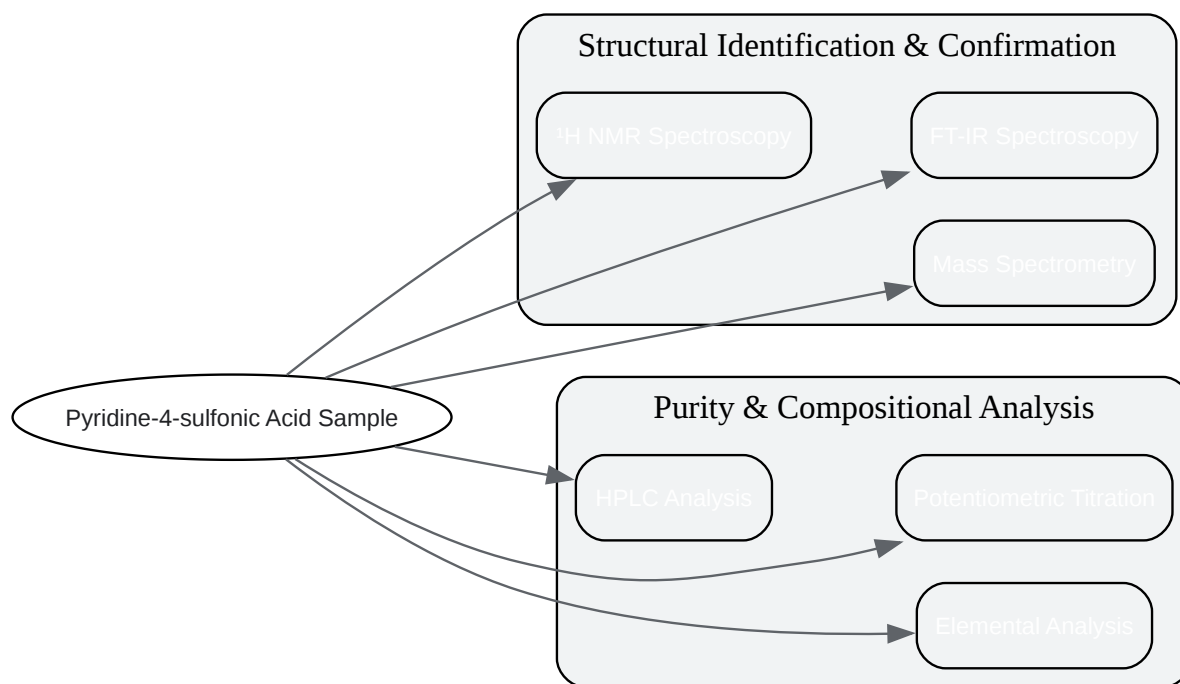 Structural Identification & Confirmation
¹H NMR Spectroscopy
FT-IR Spectroscopy
Mass Spectrometry
Pyridine-4-sulfonic Acid Sample
Purity & Compositional Analysis
HPLC Analysis
Potentiometric Titration
Elemental Analysis